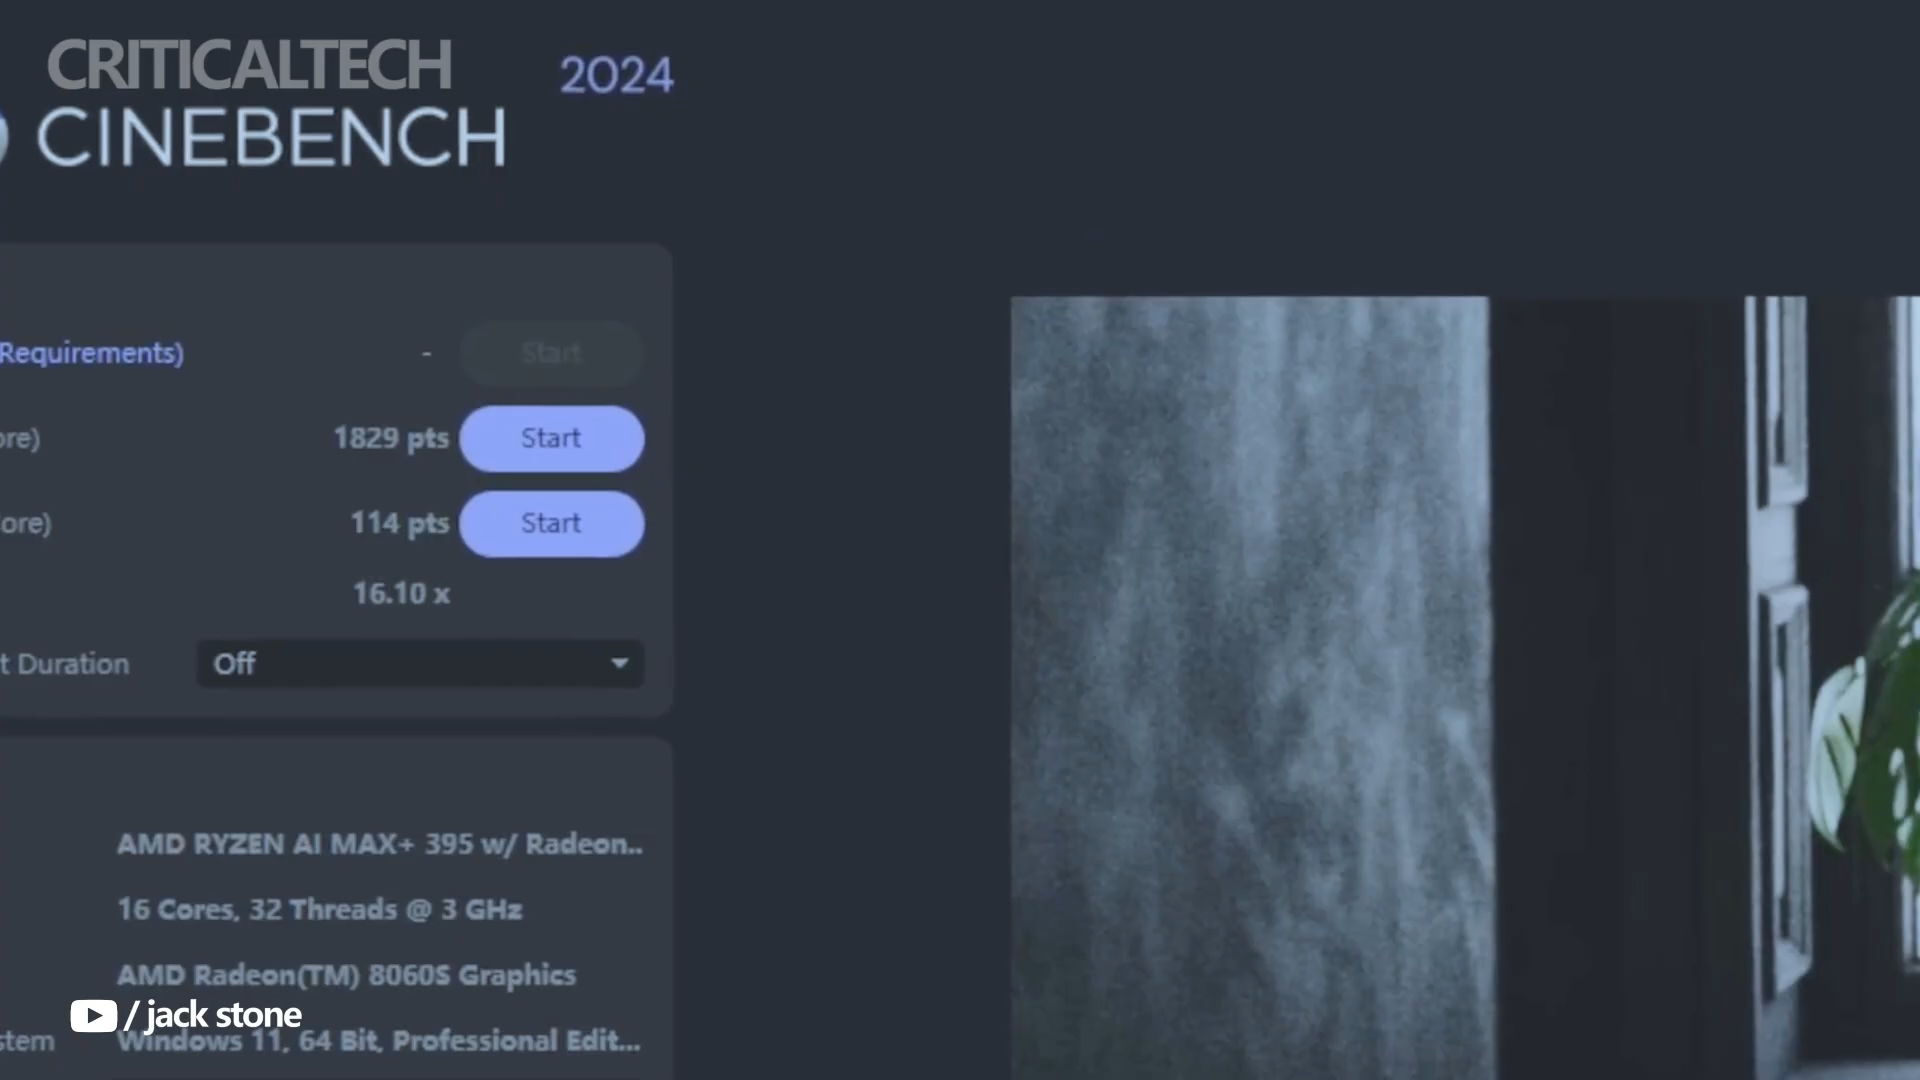 CRITICALTECH
2024
CINEBENCH
Requirements)
-
Start
ore)
1829 pts
Start
ore)
114 pts
Start
16.10 x
t Duration
Off
AMD RYZEN AI MAX+ 395 w/ Radeon..
16 Cores, 32 Threads @ 3 GHz
AMD Radeon(TM) 8060S Graphics
/ jack stone
stem
Windows 11, 64 Bit, Professional Edit...